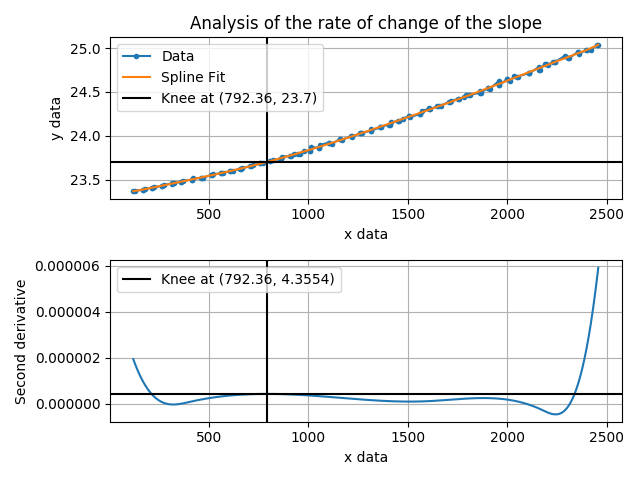 Analysis of the rate of change of the slope
25.0
24.5
24.0
23.5
y data
Data
Spline Fit
Knee at (792.36, 23.7)
500
1000
1500
2000
2500
x data
0.000006
0.000004
0.000002
0.000000
Second derivative
Knee at (792.36, 4.3554)
500
1000
1500
2000
2500
x data